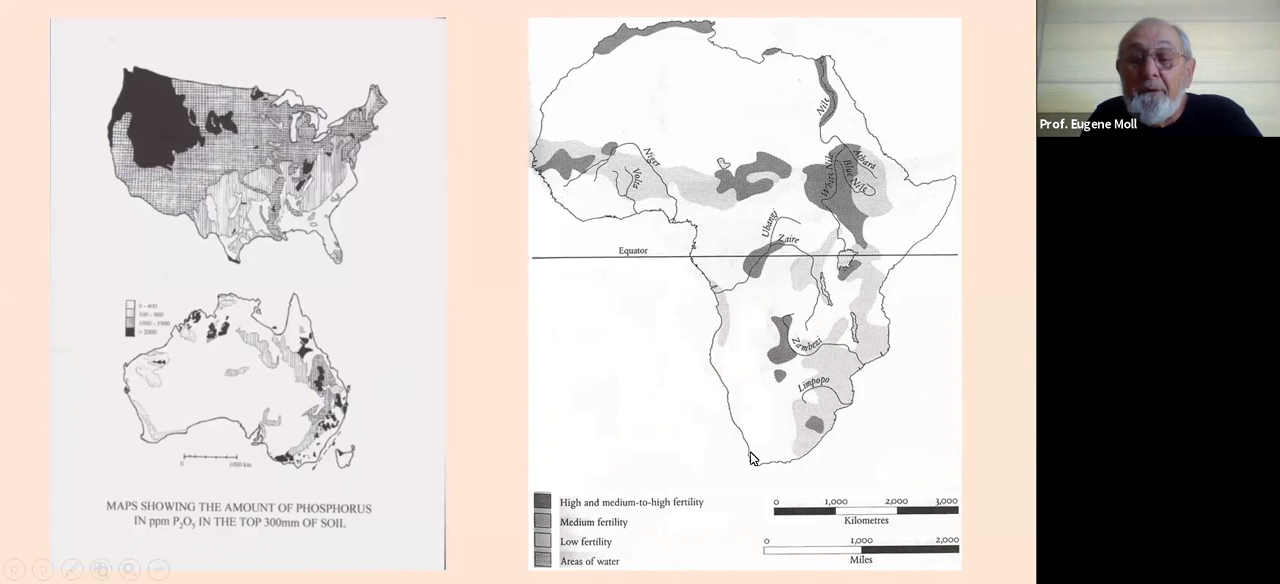 0 - 400
500 - 900
1000 - 1900
> 2000
0
1000 km
MAPS SHOWING THE AMOUNT OF PHOSPHORUS
IN ppm P₂O₅ IN THE TOP 300mm OF SOIL
Nile
Niger
Volta
White Nile
Blue Nile
Atbara
Ubangi
Zaire
Equator
Zambezi
Limpopo
High and medium-to-high fertility
Medium fertility
Low fertility
Areas of water
0 1,000 2,000 3,000
Kilometres
0 1,000 2,000
Miles
Prof. Eugene Moll